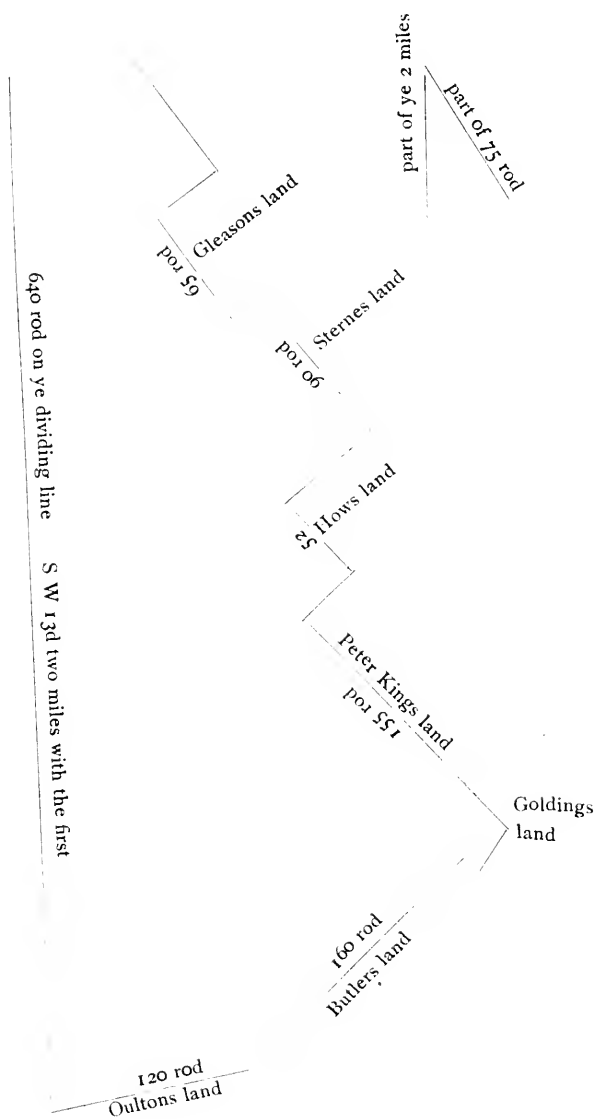 part of ye 2 miles
part of 75 rod
Gleasons land
65 rod
Sternes land
90 rod
640 rod on ye dividing line S W 13d two miles with the first
Hows land
52
Peter Kings land
155 rod
Goldings
land
160 rod
Butlers land
120 rod
Oultons land